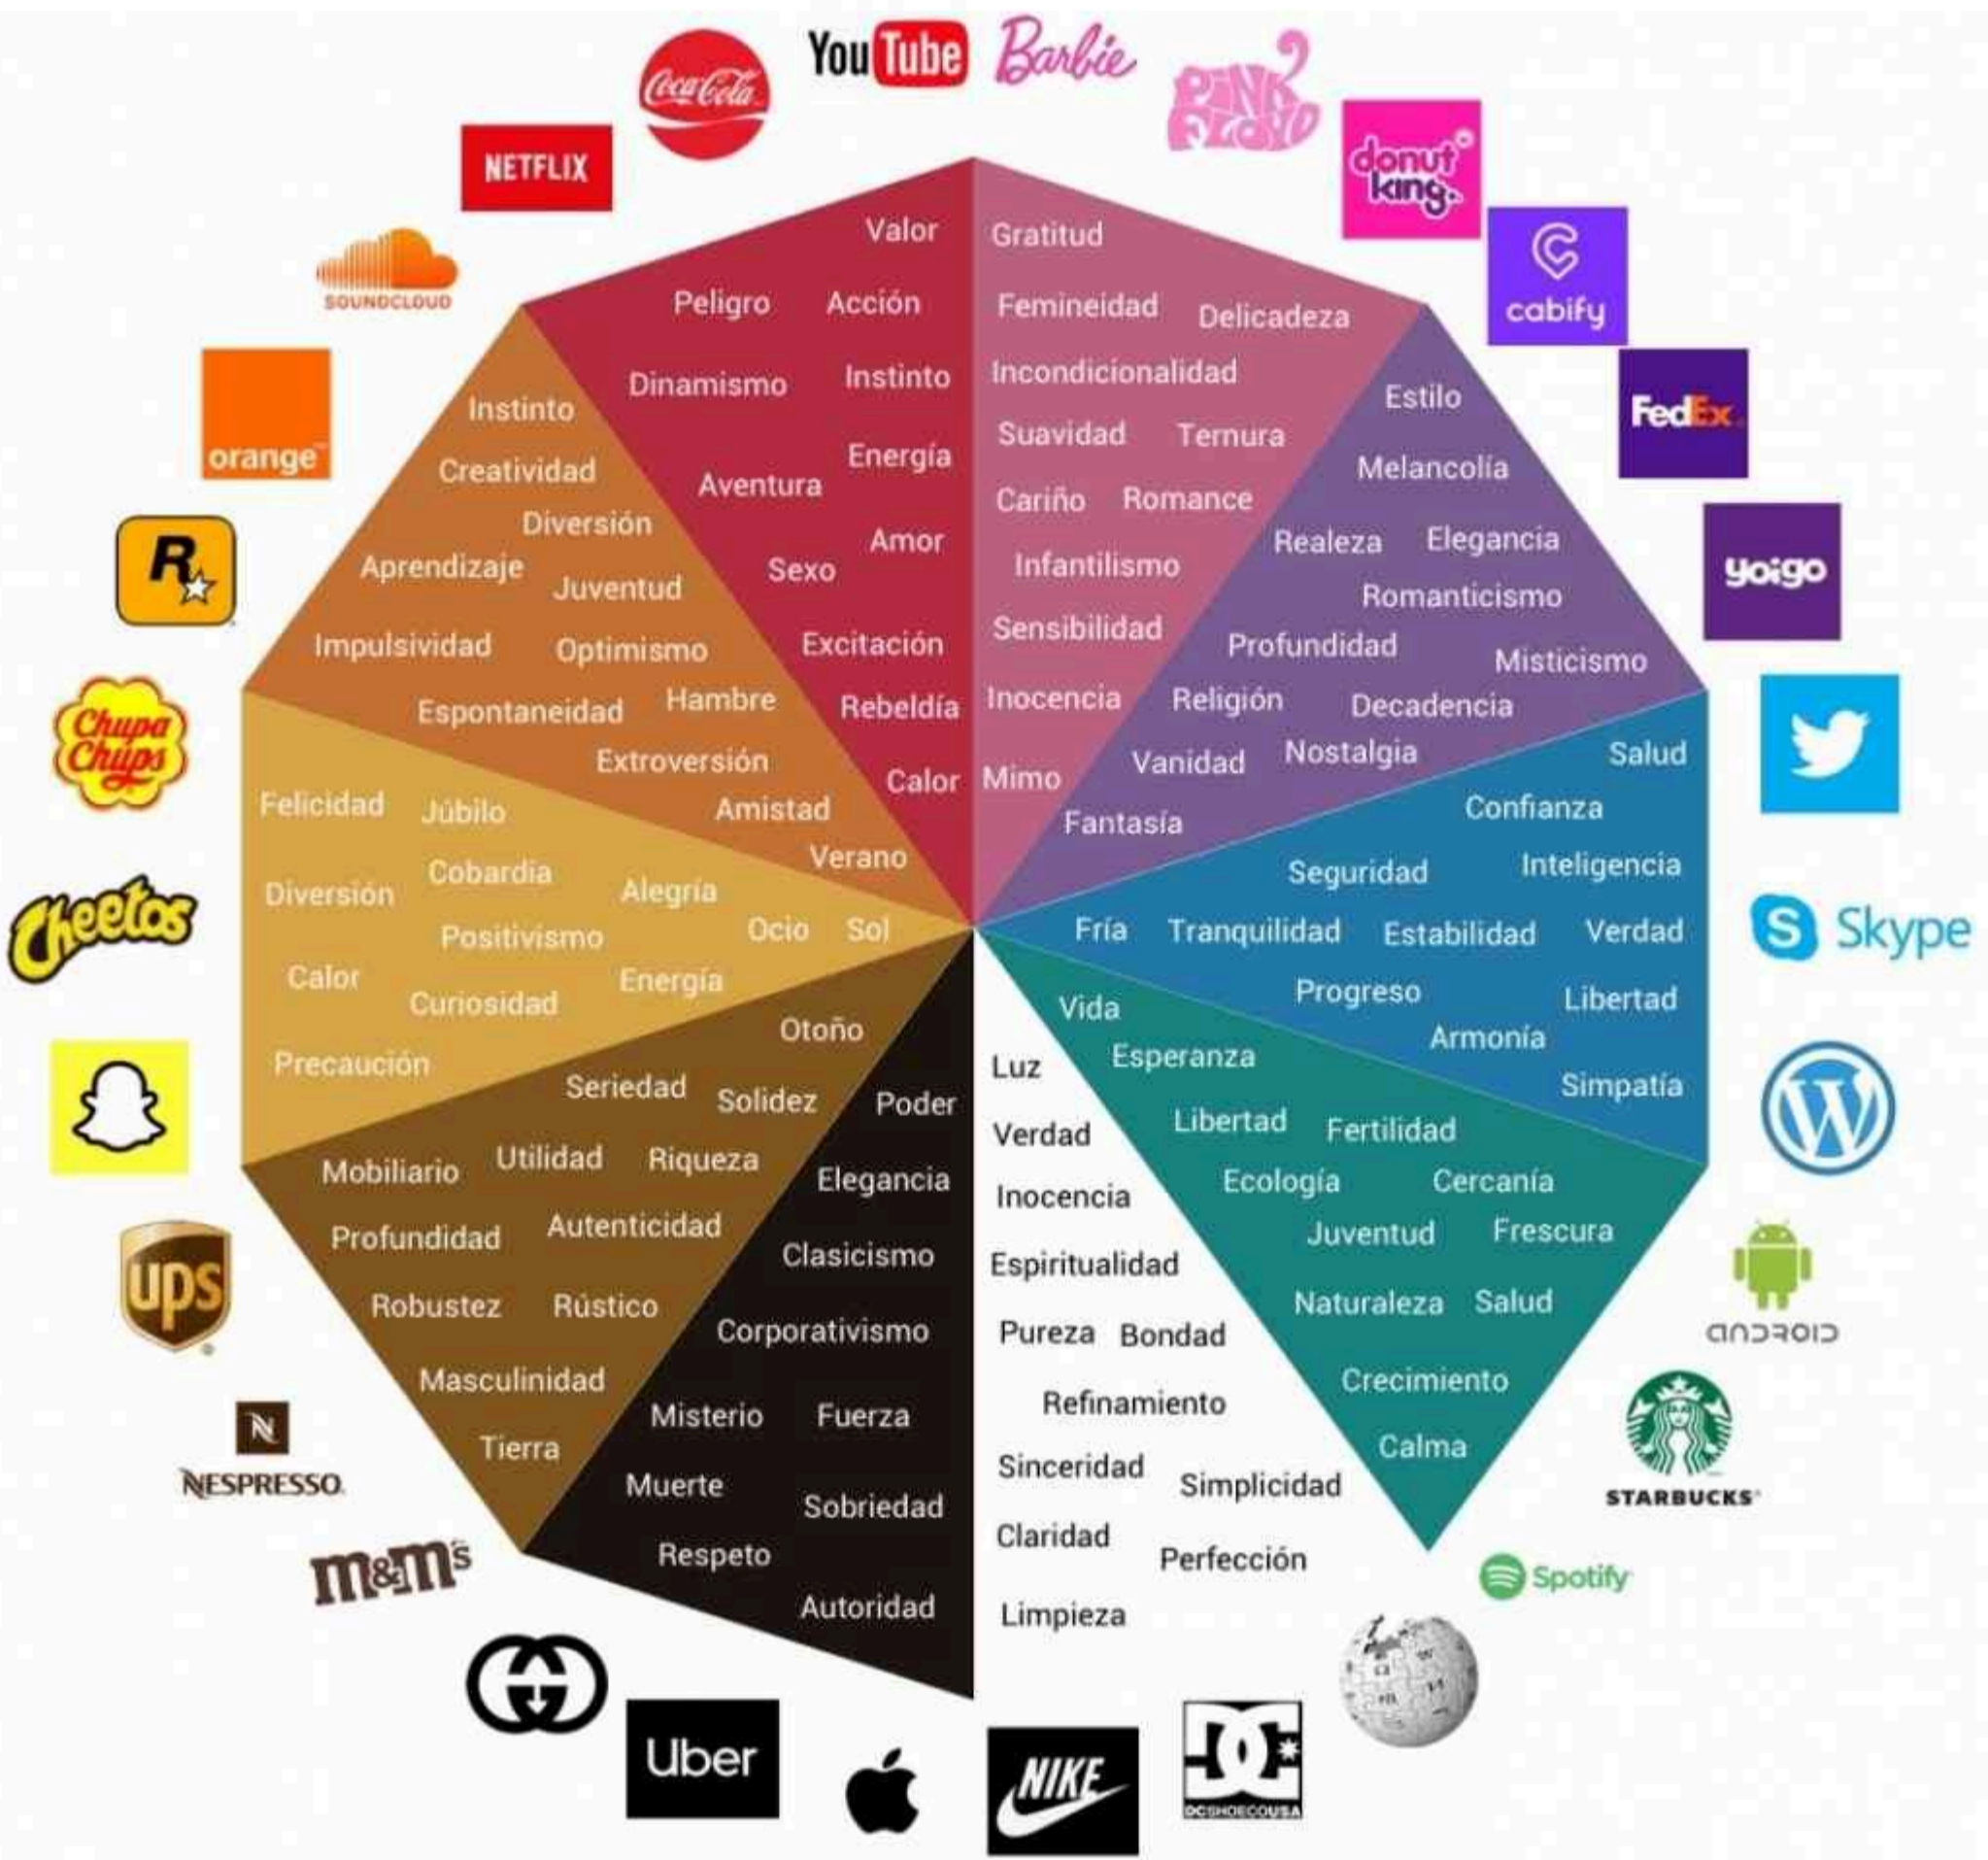 YouTube
Barbie
PINK FLOYD
Coca-Cola
donut king.
NETFLIX
cabify
SOUNDCLOUD
FedEx
orange™
yoigo
R
Chupa Chups
Skype
Cheetos
W
ups
ANDROID
N
NESPRESSO
STARBUCKS
m&m's
Spotify
Uber
NIKE
DC
DCSHOECOUSA
Valor
Peligro Acción
Dinamismo Instinto
Energía
Aventura
Amor
Sexo
Excitación
Rebeldía
Calor
Gratitud
Femineidad Delicadeza
Incondicionalidad
Suavidad Ternura
Cariño Romance
Infantilismo
Sensibilidad
Inocencia
Mimo
Estilo
Melancolía
Realeza Elegancia
Romanticismo
Profundidad Misticismo
Religión Decadencia
Vanidad Nostalgia
Fantasía
Salud
Confianza
Seguridad Inteligencia
Fría Tranquilidad Estabilidad Verdad
Progreso Libertad
Armonía
Simpatía
Vida
Esperanza
Libertad Fertilidad
Ecología Cercanía
Juventud Frescura
Naturaleza Salud
Crecimiento
Calma
Luz
Verdad
Inocencia
Espiritualidad
Pureza Bondad
Refinamiento
Sinceridad Simplicidad
Claridad
Perfección
Limpieza
Poder
Elegancia
Clasicismo
Corporativismo
Misterio Fuerza
Muerte
Sobriedad
Respeto
Autoridad
Otoño
Seriedad Solidez
Mobiliario Utilidad Riqueza
Profundidad Autenticidad
Robustez Rústico
Masculinidad
Tierra
Felicidad Júbilo
Cobardía
Diversión Alegría
Positivismo Ocio Sol
Calor Energía
Curiosidad
Precaución
Instinto
Creatividad
Diversión
Aprendizaje
Juventud
Impulsividad Optimismo
Espontaneidad Hambre
Extroversión
Amistad
Verano